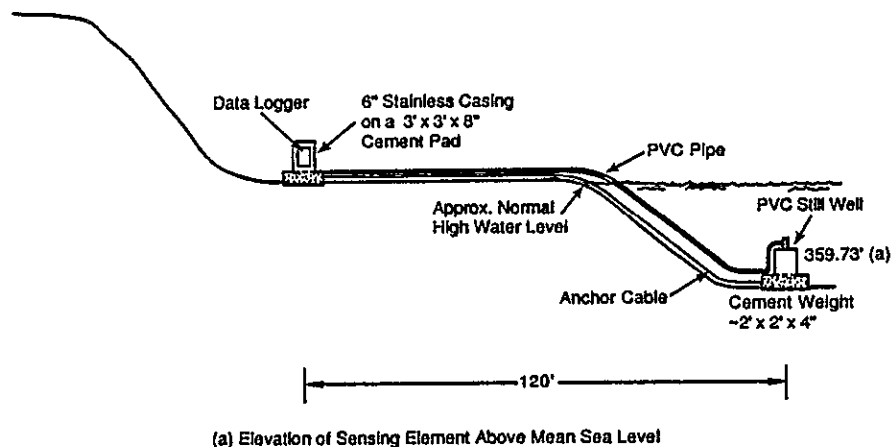 Data Logger
6" Stainless Casing
on a 3' x 3' x 8"
Cement Pad
PVC Pipe
Approx. Normal
High Water Level
PVC Still Well
359.73' (a)
Anchor Cable
Cement Weight
~2' x 2' x 4"
120'
(a) Elevation of Sensing Element Above Mean Sea Level